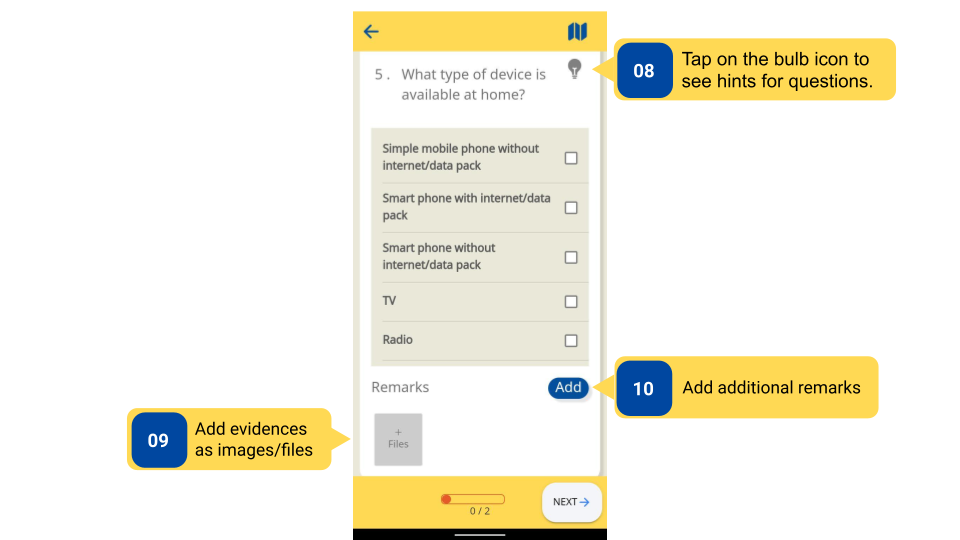 5 . What type of device is
available at home?
08
Tap on the bulb icon to
see hints for questions.
Simple mobile phone without
internet/data pack
Smart phone with internet/data
pack
Smart phone without
internet/data pack
TV
Radio
Remarks
Add
10
Add additional remarks
09
Add evidences
as images/files
+
Files
0 / 2
NEXT→